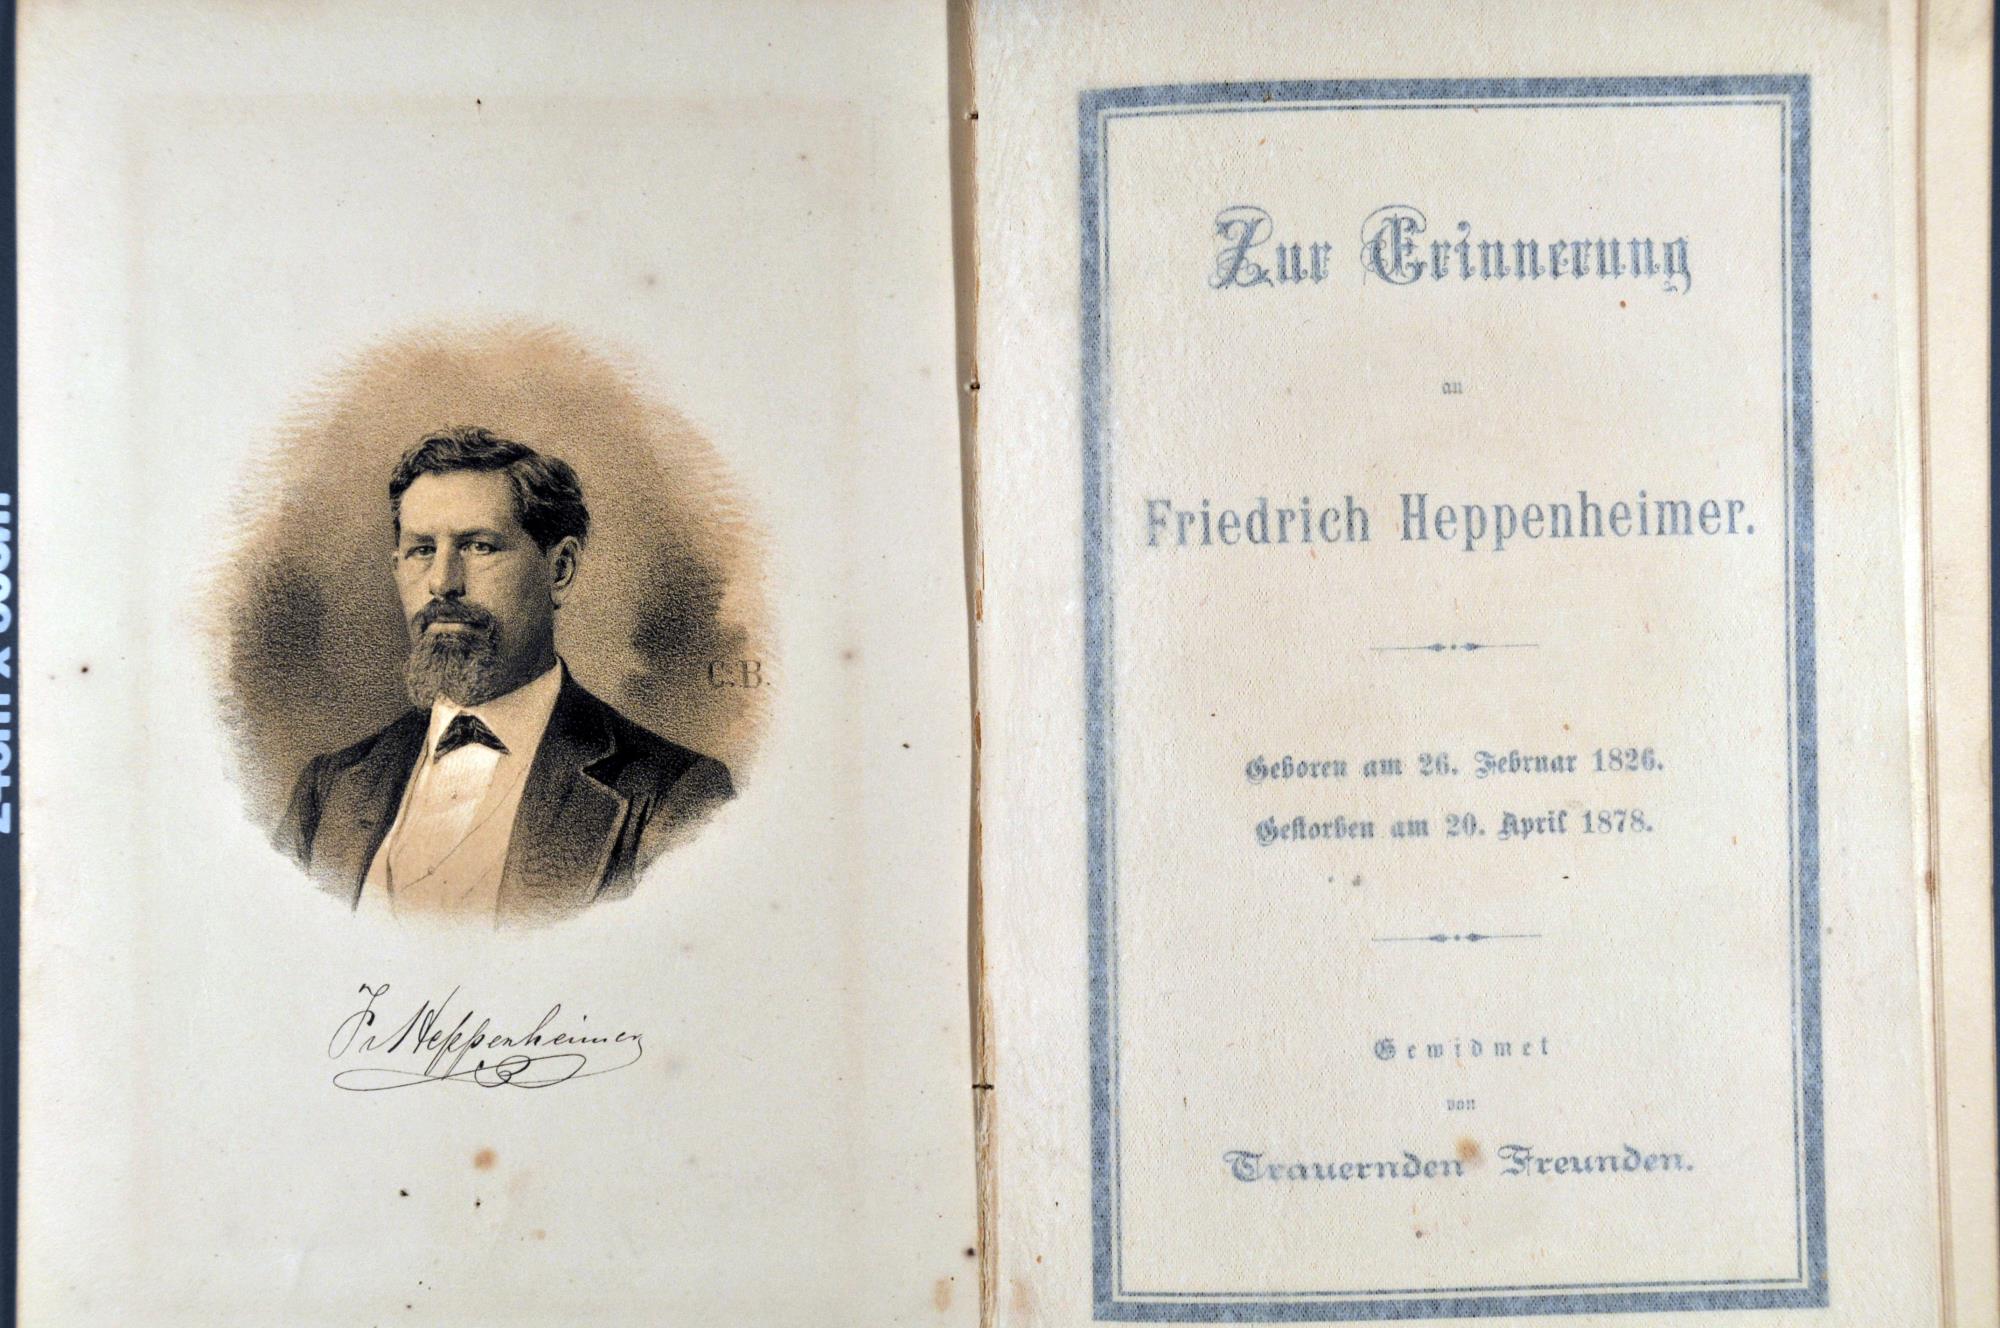 C.B.
Fr Heppenheimer
Zur Erinnerung
an
Friedrich Heppenheimer.
Geboren am 26. Februar 1826.
Gestorben am 20. April 1878.
Gewidmet
von
Trauernden Freunden.